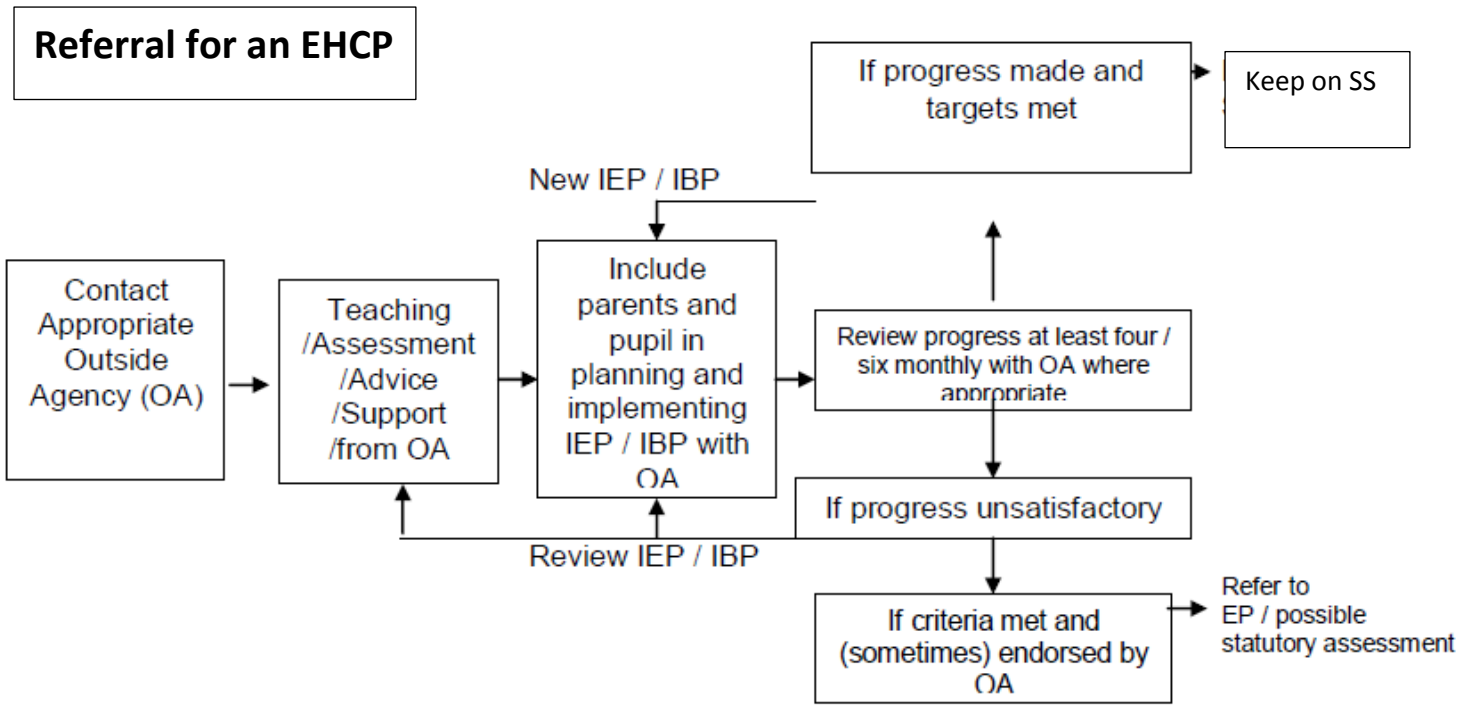 Referral for an EHCP
If progress made and
targets met
Keep on SS
New IEP / IBP
Contact
Appropriate
Outside
Agency (OA)
Teaching
/Assessment
/Advice
/Support
/from OA
Include
parents and
pupil in
planning and
implementing
IEP / IBP with
OA
Review progress at least four /
six monthly with OA where
appropriate
If progress unsatisfactory
Review IEP / IBP
If criteria met and
(sometimes) endorsed by
OA
Refer to
EP / possible
statutory assessment